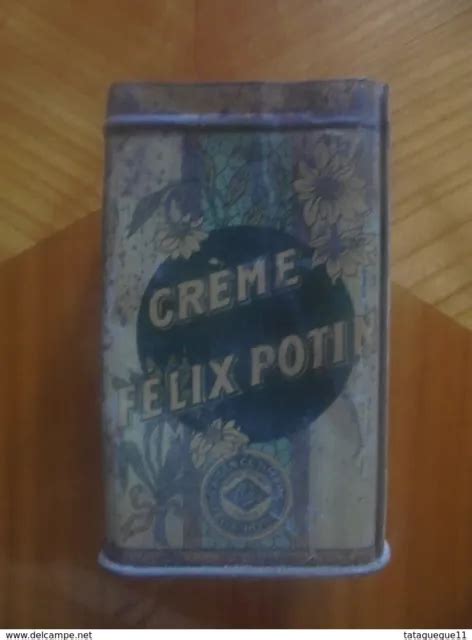 CRÈME
FÉLIX POTIN
www.delcampe.net
tataguegue11